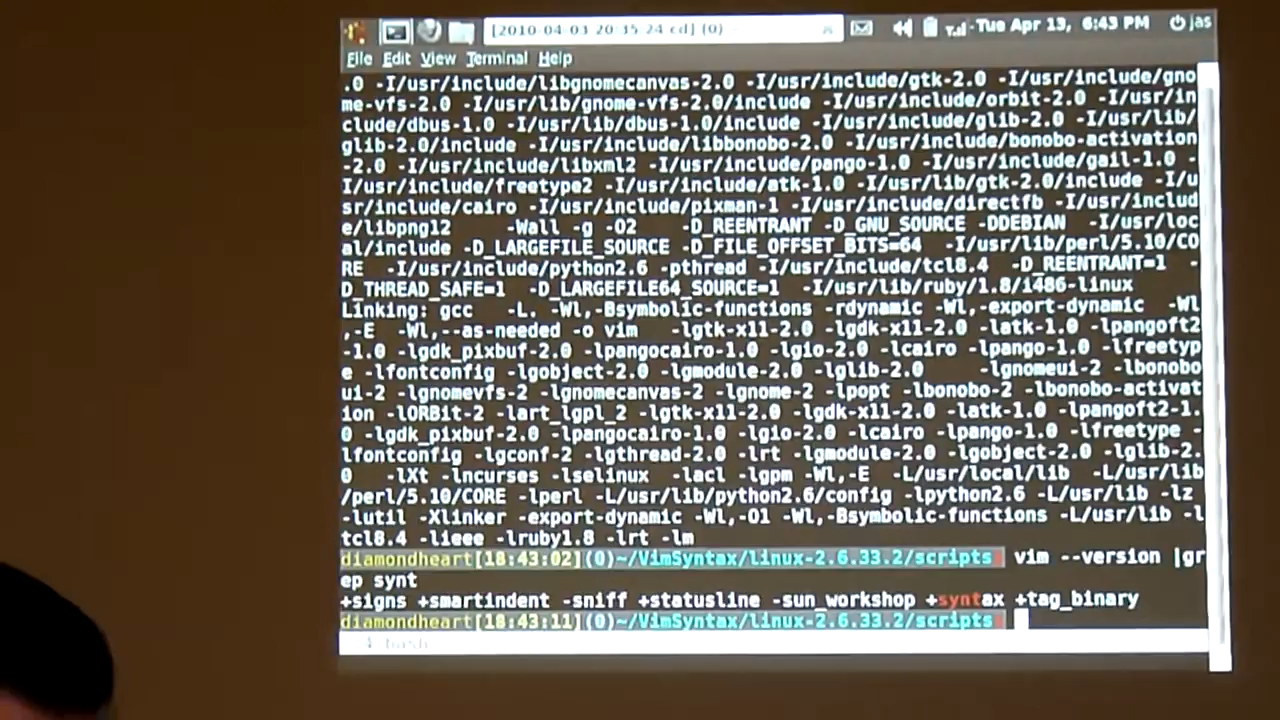 [2010-04-03 20:35:24 cd] (0)
Tue Apr 13, 6:43 PM
jas
File Edit View Terminal Help
.0 -I/usr/include/libgnomecanvas-2.0 -I/usr/include/gtk-2.0 -I/usr/include/gno
me-vfs-2.0 -I/usr/lib/gnome-vfs-2.0/include -I/usr/include/orbit-2.0 -I/usr/in
clude/dbus-1.0 -I/usr/lib/dbus-1.0/include -I/usr/include/glib-2.0 -I/usr/lib/
glib-2.0/include -I/usr/include/libbonobo-2.0 -I/usr/include/bonobo-activation
-2.0 -I/usr/include/libxml2 -I/usr/include/pango-1.0 -I/usr/include/gail-1.0 -
I/usr/include/freetype2 -I/usr/include/atk-1.0 -I/usr/lib/gtk-2.0/include -I/u
sr/include/cairo -I/usr/include/pixman-1 -I/usr/include/directfb -I/usr/includ
e/libpng12 -Wall -g -O2 -D_REENTRANT -D_GNU_SOURCE -DDEBIAN -I/usr/loc
al/include -D_LARGEFILE_SOURCE -D_FILE_OFFSET_BITS=64 -I/usr/lib/perl/5.10/CO
RE -I/usr/include/python2.6 -pthread -I/usr/include/tcl8.4 -D_REENTRANT=1 -
D_THREAD_SAFE=1 -D_LARGEFILE64_SOURCE=1 -I/usr/lib/ruby/1.8/i486-linux
Linking: gcc -L. -Wl,-Bsymbolic-functions -rdynamic -Wl,-export-dynamic -Wl
,-E -Wl,--as-needed -o vim -lgtk-x11-2.0 -lgdk-x11-2.0 -latk-1.0 -lpangoft2
-1.0 -lgdk_pixbuf-2.0 -lpangocairo-1.0 -lgio-2.0 -lcairo -lpango-1.0 -lfreetyp
e -lfontconfig -lgobject-2.0 -lgmodule-2.0 -lglib-2.0 -lgnomeui-2 -lbonobo
ui-2 -lgnomevfs-2 -lgnomecanvas-2 -lgnome-2 -lpopt -lbonobo-2 -lbonobo-activat
ion -lORBit-2 -lart_lgpl_2 -lgtk-x11-2.0 -lgdk-x11-2.0 -latk-1.0 -lpangoft2-1.
0 -lgdk_pixbuf-2.0 -lpangocairo-1.0 -lgio-2.0 -lcairo -lpango-1.0 -lfreetype -
lfontconfig -lgconf-2 -lgthread-2.0 -lrt -lgmodule-2.0 -lgobject-2.0 -lglib-2.
0 -lXt -lncurses -lselinux -lacl -lgpm -Wl,-E -L/usr/local/lib -L/usr/lib
/perl/5.10/CORE -lperl -L/usr/lib/python2.6/config -lpython2.6 -L/usr/lib -lz
-lutil -Xlinker -export-dynamic -Wl,-O1 -Wl,-Bsymbolic-functions -L/usr/lib -l
tcl8.4 -lieee -lruby1.8 -lrt -lm
diamondheart[18:43:02](0)~/VimSyntax/linux-2.6.33.2/scripts vim --version |gr
ep synt
+signs +smartindent -sniff +statusline -sun_workshop +syntax +tag_binary
diamondheart[18:43:11](0)~/VimSyntax/linux-2.6.33.2/scripts
4 bash